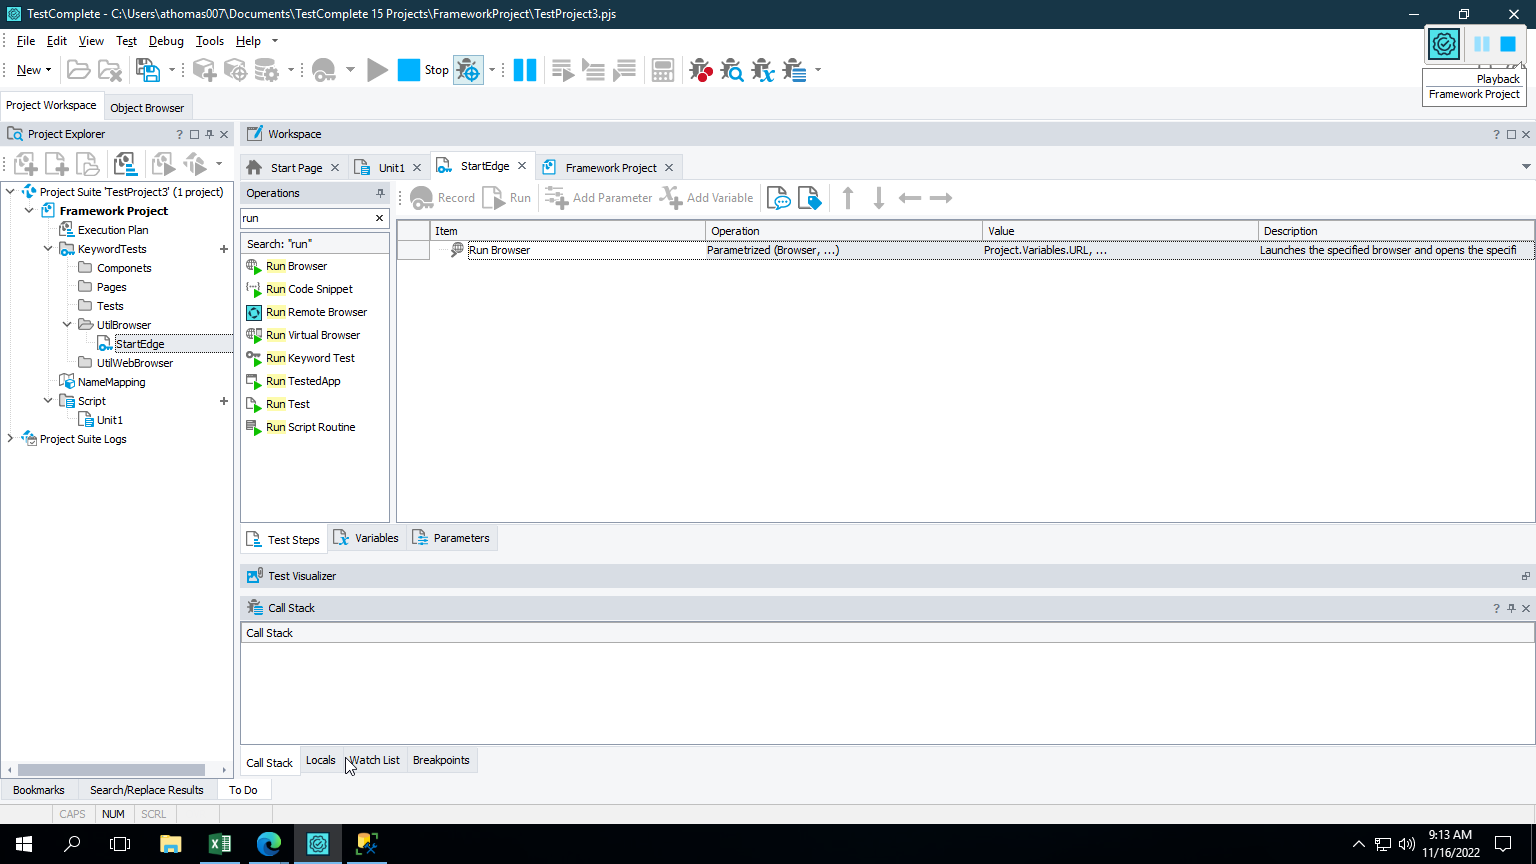 TestComplete - C:\Users\athomas007\Documents\TestComplete 15 Projects\FrameworkProject\TestProject3.pjs
File Edit View Test Debug Tools Help
New
Stop
Playback
Framework Project
Project Workspace Object Browser
Project Explorer
Workspace
Start Page Unit1 StartEdge Framework Project
Operations
Record Run Add Parameter Add Variable
Project Suite 'TestProject3' (1 project)
Framework Project
Execution Plan
KeywordTests
Componets
Pages
Tests
UtilBrowser
StartEdge
UtilWebBrowser
NameMapping
Script
Unit1
Project Suite Logs
run
Search: "run"
Run Browser
Run Code Snippet
Run Remote Browser
Run Virtual Browser
Run Keyword Test
Run TestedApp
Run Test
Run Script Routine
Item Operation Value Description
Run Browser Parametrized (Browser, ...) Project.Variables.URL, ... Launches the specified browser and opens the specifi
Test Steps Variables Parameters
Test Visualizer
Call Stack
Call Stack
Call Stack Locals Watch List Breakpoints
Bookmarks Search/Replace Results To Do
CAPS NUM SCRL
9:13 AM
11/16/2022